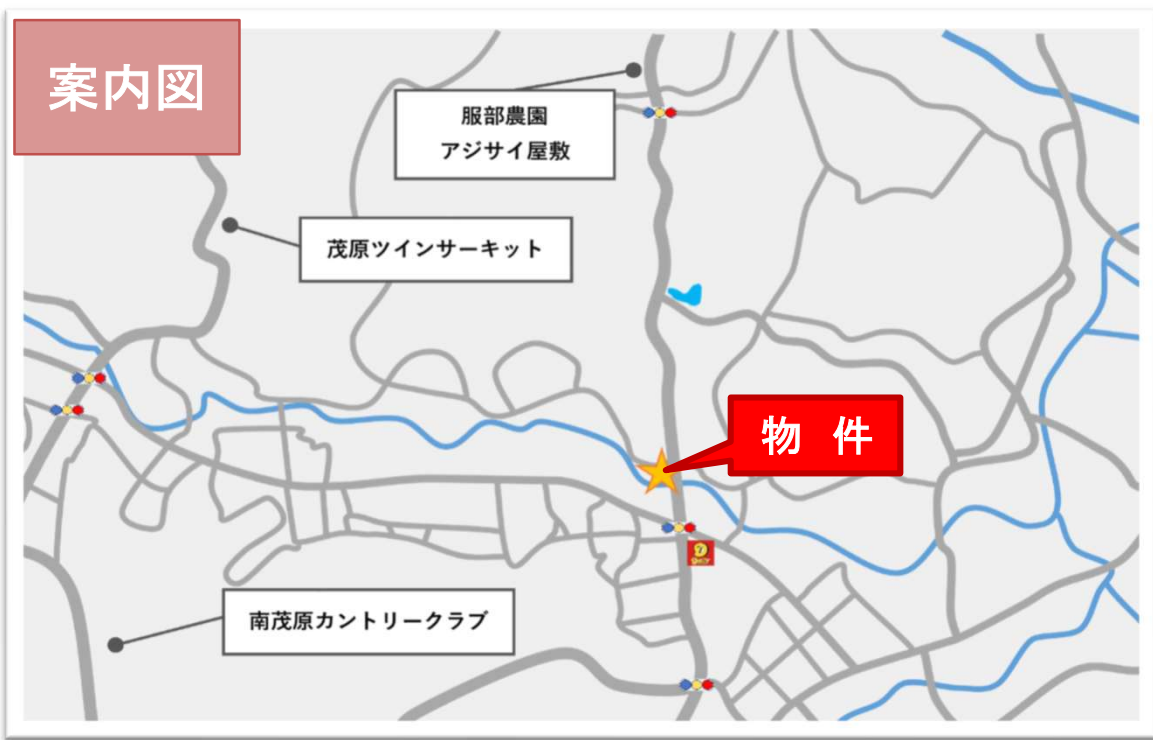 案内図
服部農園
アジサイ屋敷
茂原ツインサーキット
物 件
南茂原カントリークラブ